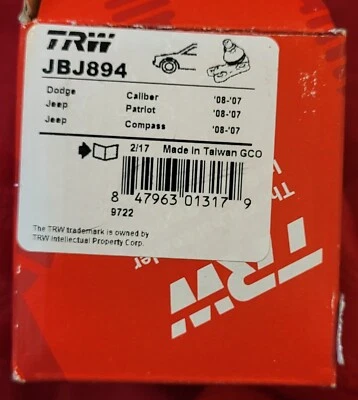 TRW
JBJ894
Dodge Caliber '08-'07
Jeep Patriot '08-'07
Jeep Compass '08-'07
2/17 Made in Taiwan GCO
8 47963 01317 9
9722
The TRW trademark is owned by
TRW Intellectual Property Corp.
TRW